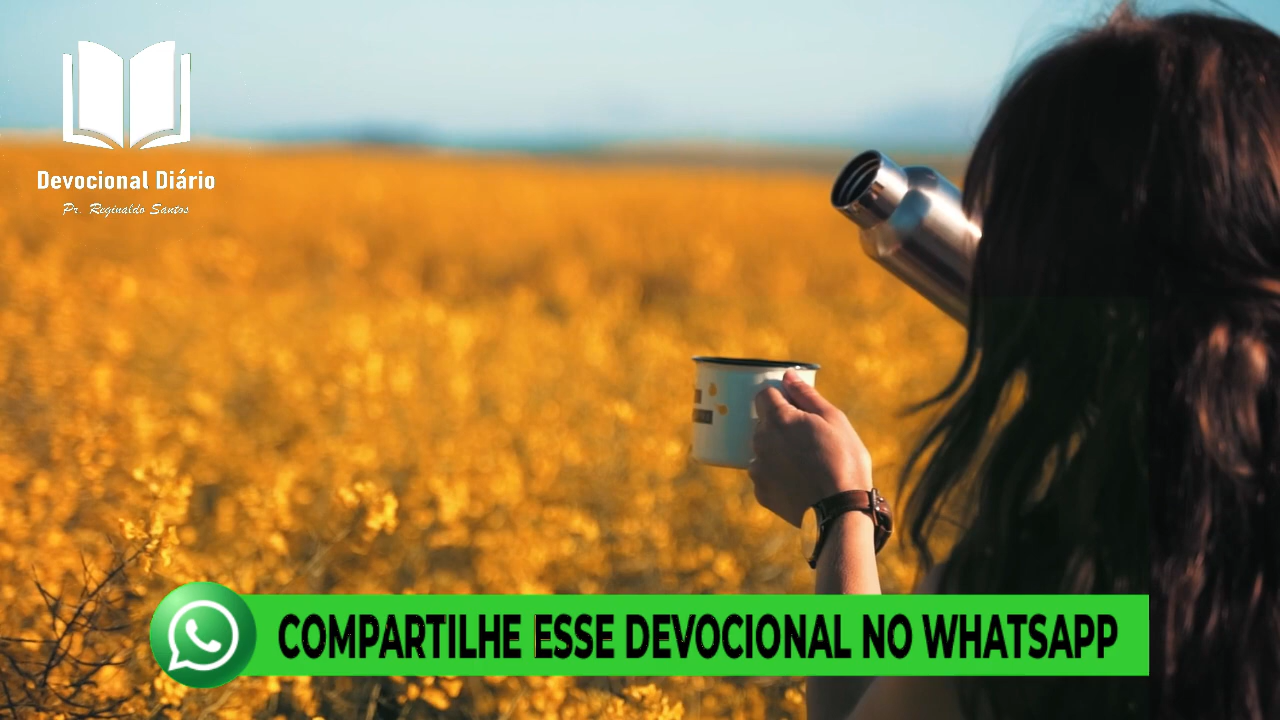 Devocional Diário
Pr. Reginaldo Santos
COMPARTILHE ESSE DEVOCIONAL NO WHATSAPP